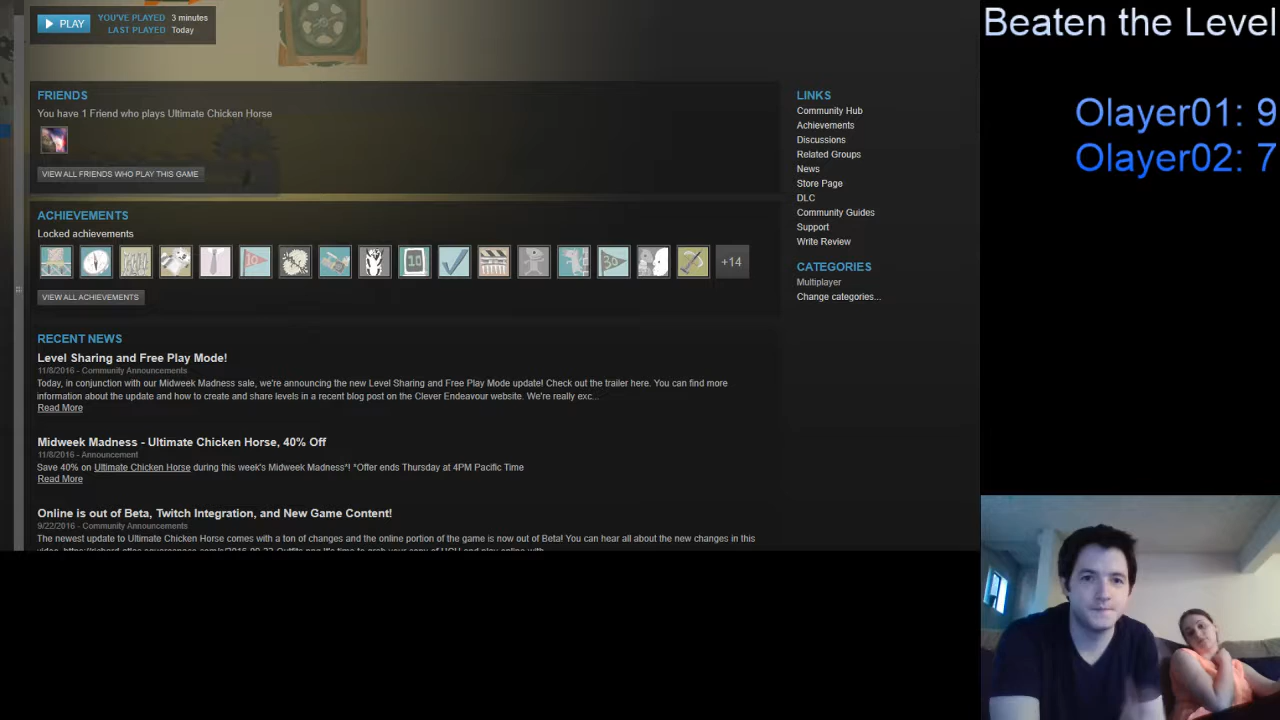 PLAY
YOU'VE PLAYED 3 minutes
LAST PLAYED Today
Beaten the Level
Olayer01: 9
Olayer02: 7
FRIENDS
You have 1 Friend who plays Ultimate Chicken Horse
VIEW ALL FRIENDS WHO PLAY THIS GAME
ACHIEVEMENTS
Locked achievements
10
10
30
+14
VIEW ALL ACHIEVEMENTS
RECENT NEWS
Level Sharing and Free Play Mode!
11/8/2016 - Community Announcements
Today, in conjunction with our Midweek Madness sale, we're announcing the new Level Sharing and Free Play Mode update! Check out the trailer here. You can find more
information about the update and how to create and share levels in a recent blog post on the Clever Endeavour website. We're really exc...
Read More
Midweek Madness - Ultimate Chicken Horse, 40% Off
11/8/2016 - Announcement
Save 40% on Ultimate Chicken Horse during this week's Midweek Madness*! *Offer ends Thursday at 4PM Pacific Time
Read More
Online is out of Beta, Twitch Integration, and New Game Content!
9/22/2016 - Community Announcements
The newest update to Ultimate Chicken Horse comes with a ton of changes and the online portion of the game is now out of Beta! You can hear all about the new changes in this
LINKS
Community Hub
Achievements
Discussions
Related Groups
News
Store Page
DLC
Community Guides
Support
Write Review
CATEGORIES
Multiplayer
Change categories...